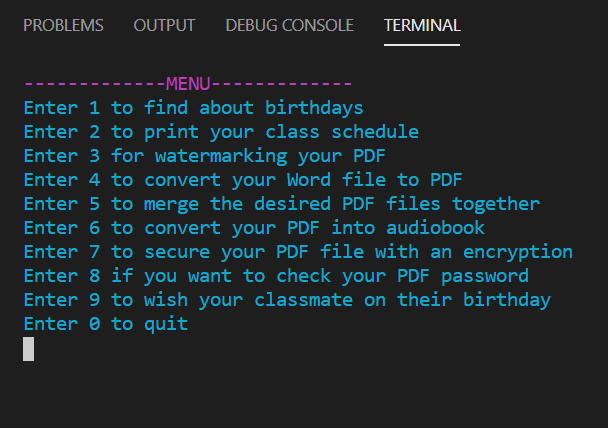 PROBLEMS OUTPUT DEBUG CONSOLE TERMINAL
-------------MENU-------------
Enter 1 to find about birthdays
Enter 2 to print your class schedule
Enter 3 for watermarking your PDF
Enter 4 to convert your Word file to PDF
Enter 5 to merge the desired PDF files together
Enter 6 to convert your PDF into audiobook
Enter 7 to secure your PDF file with an encryption
Enter 8 if you want to check your PDF password
Enter 9 to wish your classmate on their birthday
Enter 0 to quit